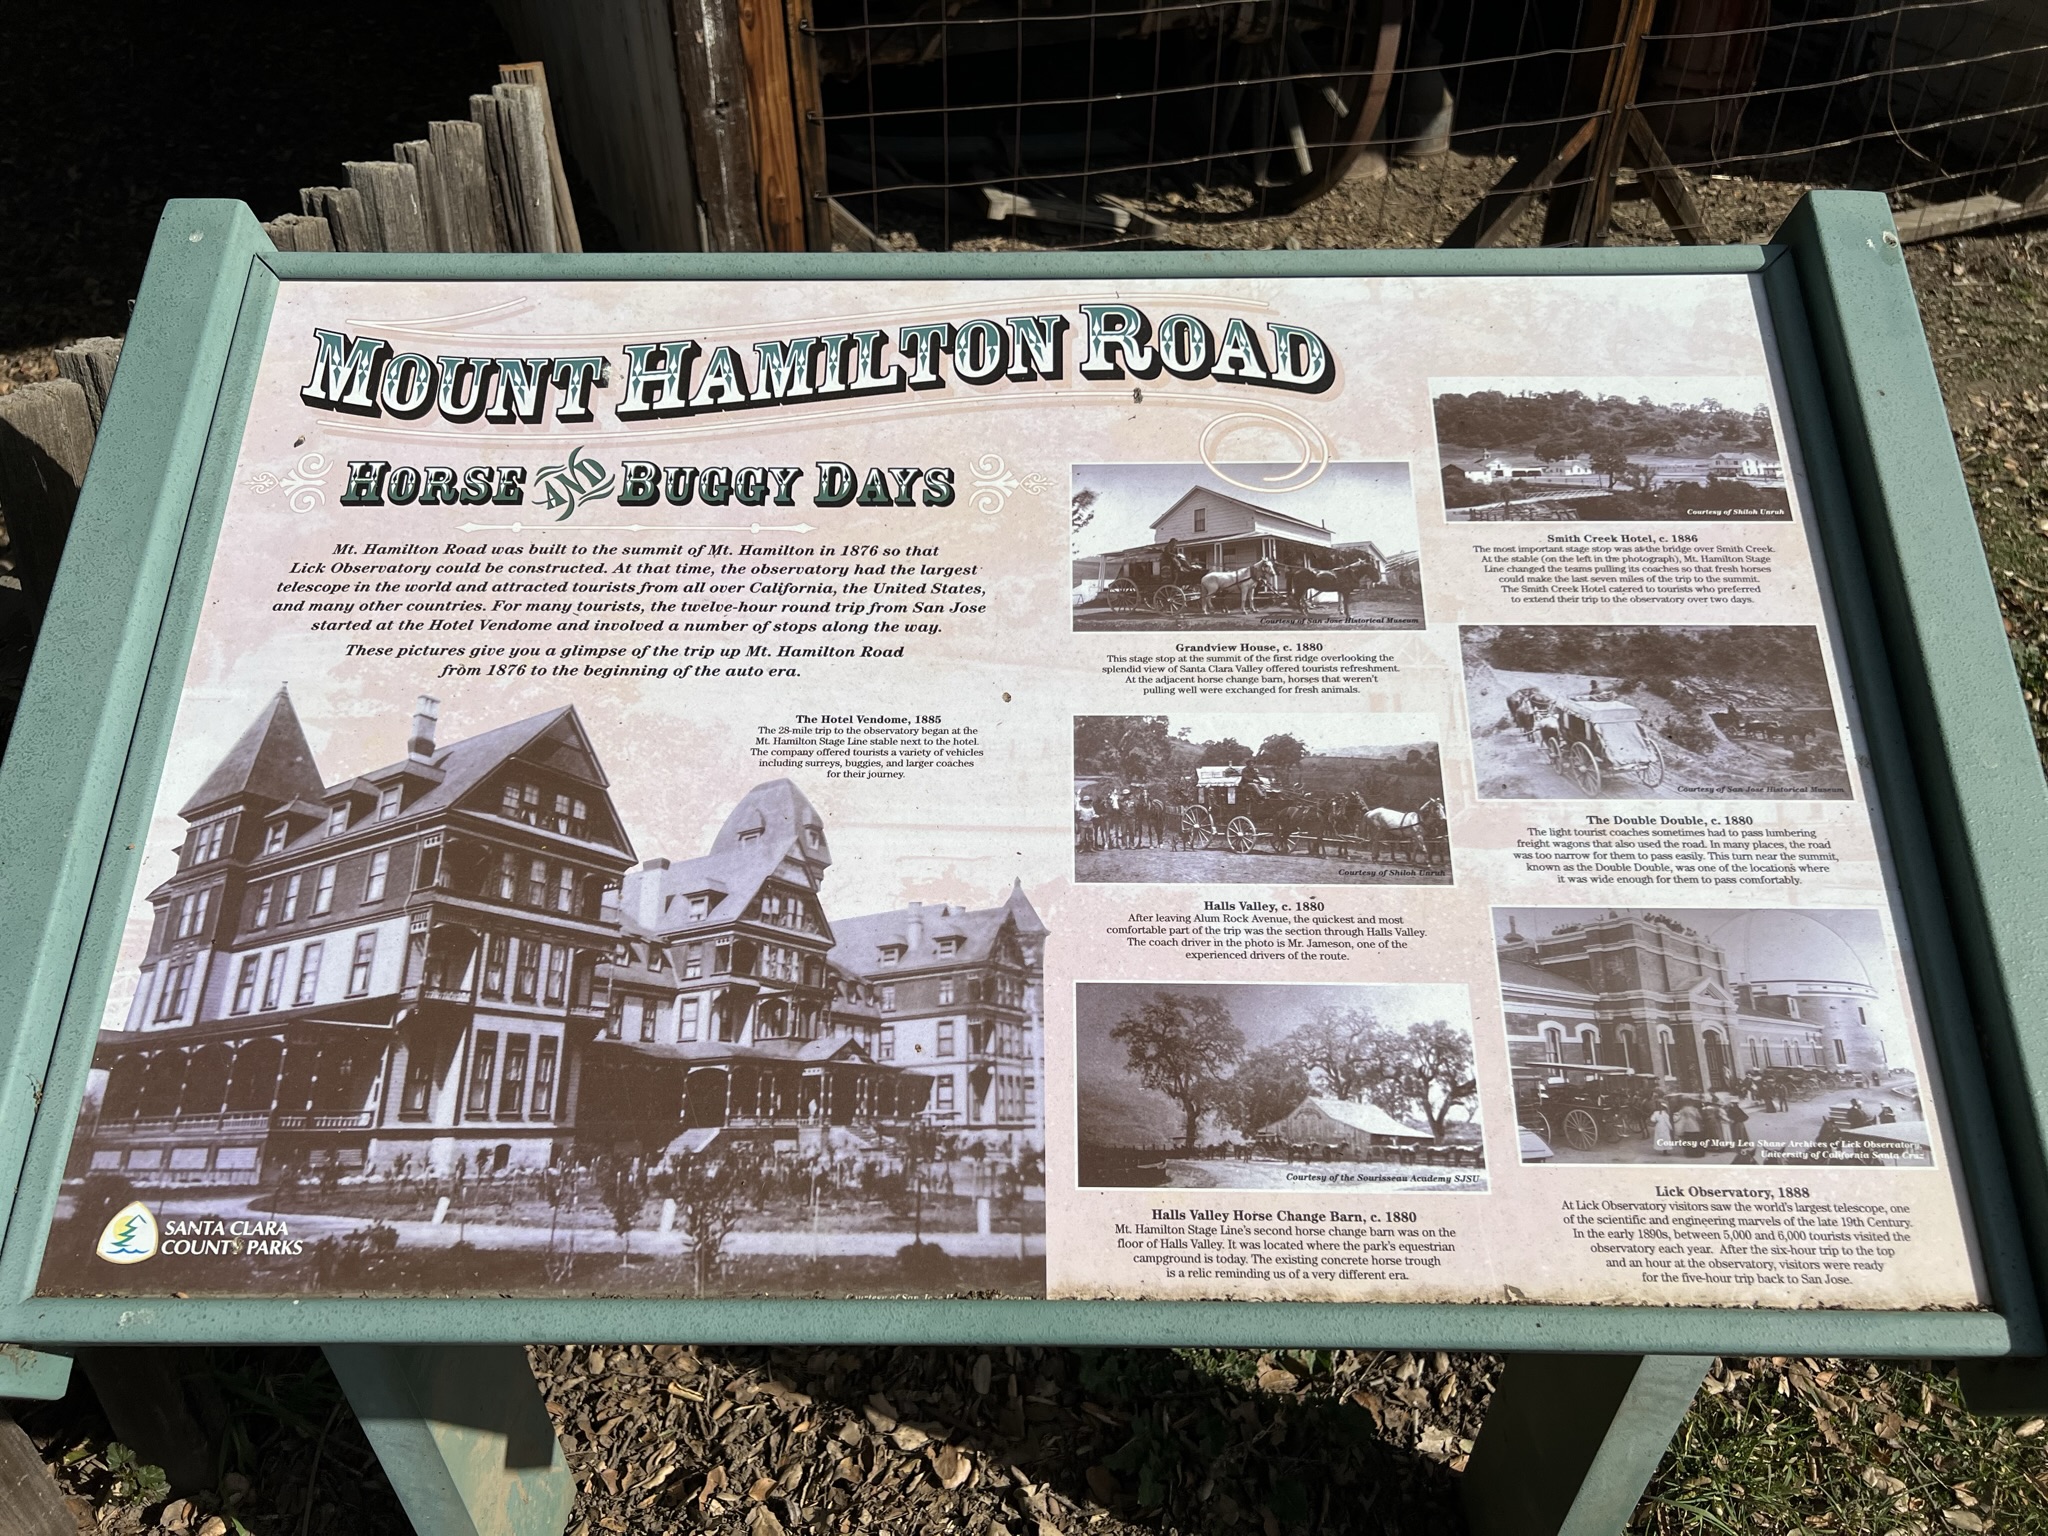 MOUNT HAMILTON ROAD
HORSE AND BUGGY DAYS
Mt. Hamilton Road was built to the summit of Mt. Hamilton in 1876 so that
Lick Observatory could be constructed. At that time, the observatory had the largest
telescope in the world and attracted tourists from all over California, the United States,
and many other countries. For many tourists, the twelve-hour round trip from San Jose
started at the Hotel Vendome and involved a number of stops along the way.
These pictures give you a glimpse of the trip up Mt. Hamilton Road
from 1876 to the beginning of the auto era.
The Hotel Vendome, 1885
The 28-mile trip to the observatory began at the
Mt. Hamilton Stage Line stable next to the hotel.
The company offered tourists a variety of vehicles
including surreys, buggies, and larger coaches
for their journey.
SANTA CLARA
COUNTY PARKS
Courtesy of San Jose Historical Museum
Grandview House, c. 1880
This stage stop at the summit of the first ridge overlooking the
splendid view of Santa Clara Valley offered tourists refreshment.
At the adjacent horse change barn, horses that weren't
pulling well were exchanged for fresh animals.
Courtesy of Shiloh Unruh
Halls Valley, c. 1880
After leaving Alum Rock Avenue, the quickest and most
comfortable part of the trip was the section through Halls Valley.
The coach driver in the photo is Mr. Jameson, one of the
experienced drivers of the route.
Courtesy of the Sourisseau Academy SJSU
Halls Valley Horse Change Barn, c. 1880
Mt. Hamilton Stage Line's second horse change barn was on the
floor of Halls Valley. It was located where the park's equestrian
campground is today. The existing concrete horse trough
is a relic reminding us of a very different era.
Courtesy of Shiloh Unruh
Smith Creek Hotel, c. 1886
The most important stage stop was at the bridge over Smith Creek.
At the stable (on the left in the photograph), Mt. Hamilton Stage
Line changed the teams pulling its coaches so that fresh horses
could make the last seven miles of the trip to the summit.
The Smith Creek Hotel catered to tourists who preferred
to extend their trip to the observatory over two days.
Courtesy of San Jose Historical Museum
The Double Double, c. 1880
The light tourist coaches sometimes had to pass lumbering
freight wagons that also used the road. In many places, the road
was too narrow for them to pass easily. This turn near the summit,
known as the Double Double, was one of the locations where
it was wide enough for them to pass comfortably.
Courtesy of Mary Lea Shane Archives of Lick Observatory,
University of California Santa Cruz
Lick Observatory, 1888
At Lick Observatory visitors saw the world's largest telescope, one
of the scientific and engineering marvels of the late 19th Century.
In the early 1890s, between 5,000 and 6,000 tourists visited the
observatory each year. After the six-hour trip to the top
and an hour at the observatory, visitors were ready
for the five-hour trip back to San Jose.